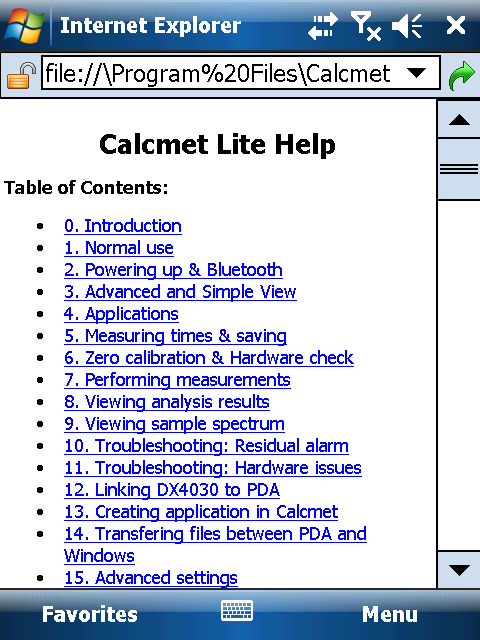 Internet Explorer
file://\Program%20Files\Calcmet
Calcmet Lite Help
Table of Contents:
0. Introduction
1. Normal use
2. Powering up & Bluetooth
3. Advanced and Simple View
4. Applications
5. Measuring times & saving
6. Zero calibration & Hardware check
7. Performing measurements
8. Viewing analysis results
9. Viewing sample spectrum
10. Troubleshooting: Residual alarm
11. Troubleshooting: Hardware issues
12. Linking DX4030 to PDA
13. Creating application in Calcmet
14. Transfering files between PDA and
Windows
15. Advanced settings
Favorites Menu